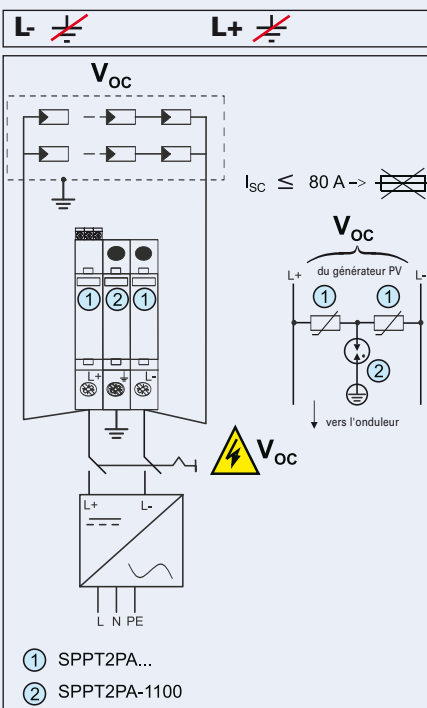 L- L+
VOC
ISC ≤ 80 A ->
VOC
du générateur PV
L+ L-
1 1
2
vers l'onduleur
1 2 1
L+ L-
VOC
L+ L-
L N PE
1 SPPT2PA...
2 SPPT2PA-1100